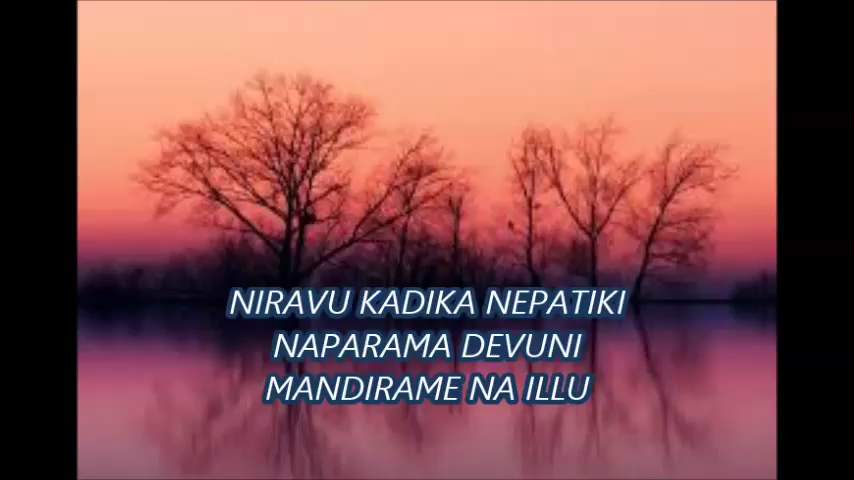 NIRAVU KADIKA NEPATIKI
NAPARAMA DEVUNI
MANDIRAME NA ILLU